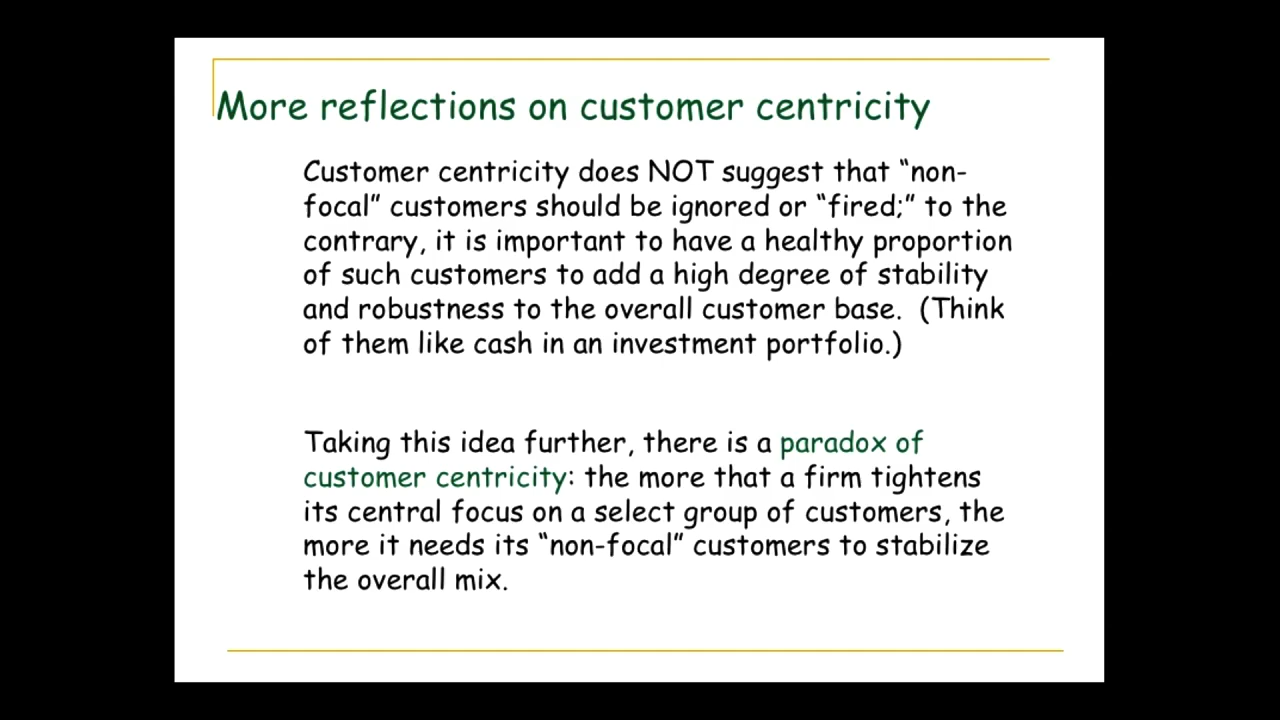 More reflections on customer centricity
Customer centricity does NOT suggest that “non-
focal” customers should be ignored or “fired;” to the
contrary, it is important to have a healthy proportion
of such customers to add a high degree of stability
and robustness to the overall customer base.  (Think
of them like cash in an investment portfolio.)
Taking this idea further, there is a paradox of
customer centricity: the more that a firm tightens
its central focus on a select group of customers, the
more it needs its “non-focal” customers to stabilize
the overall mix.